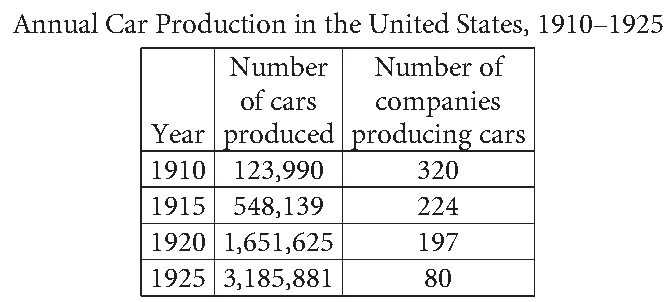 Annual Car Production in the United States, 1910–1925
Number Number of
of cars companies
Year produced producing cars
1910 123,990 320
1915 548,139 224
1920 1,651,625 197
1925 3,185,881 80